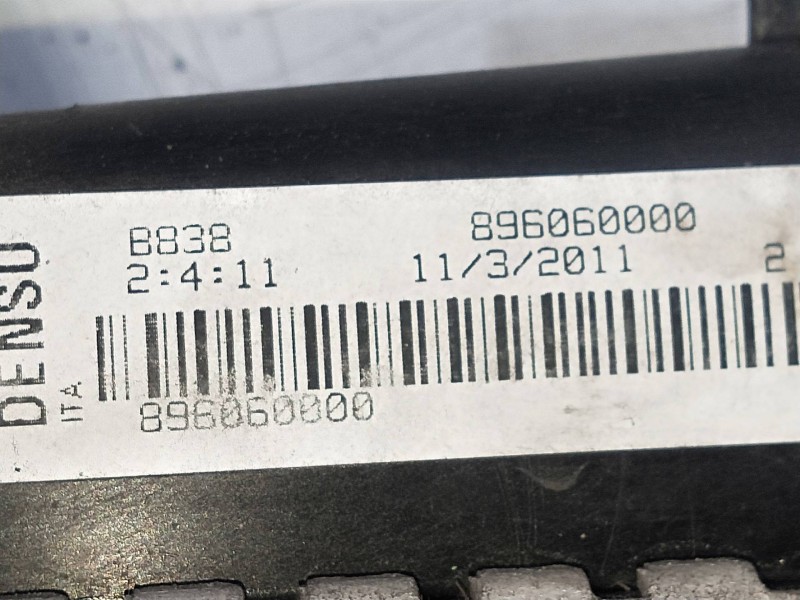 DENSO
ITA
B838 896060000
2:4:11 11/3/2011 2
896060000